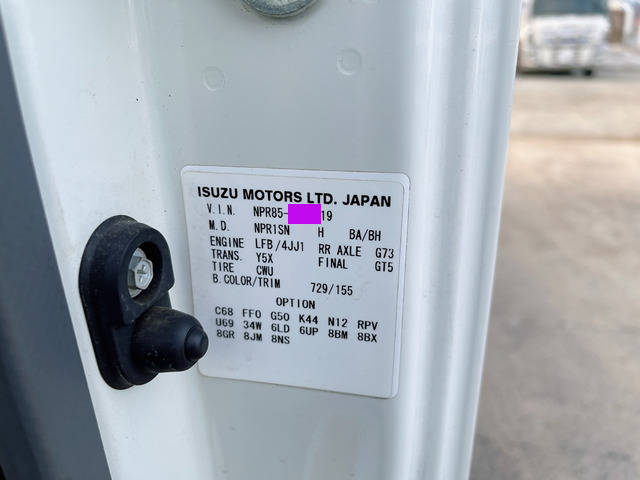 ISUZU MOTORS LTD. JAPAN
V.I.N. NPR85- 19
M.D. NPR1SN H BA/BH
ENGINE LFB/4JJ1 RR AXLE G73
TRANS. Y5X FINAL GT5
TIRE CWU
B.COLOR/TRIM 729/155
OPTION
C68 FF0 G50 K44 N12 RPV
U69 34W 6LD 6UP 8BM 8BX
8GR 8JM 8NS